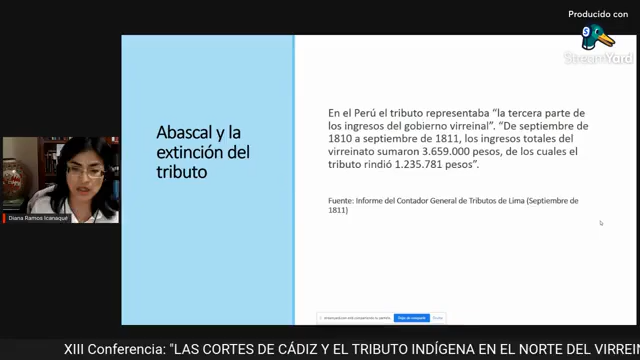 Producido con
StreamYard
Abascal y la
extinción del
tributo
En el Perú el tributo representaba “la tercera parte de
los ingresos del gobierno virreinal”. “De septiembre de
1810 a septiembre de 1811, los ingresos totales del
virreinato sumaron 3.659.000 pesos, de los cuales el
tributo rindió 1.235.781 pesos”.
Fuente: Informe del Contador General de Tributos de Lima (Septiembre de
1811)
Diana Ramos Icanaqué
XIII Conferencia: "LAS CORTES DE CÁDIZ Y EL TRIBUTO INDÍGENA EN EL NORTE DEL VIRREIN